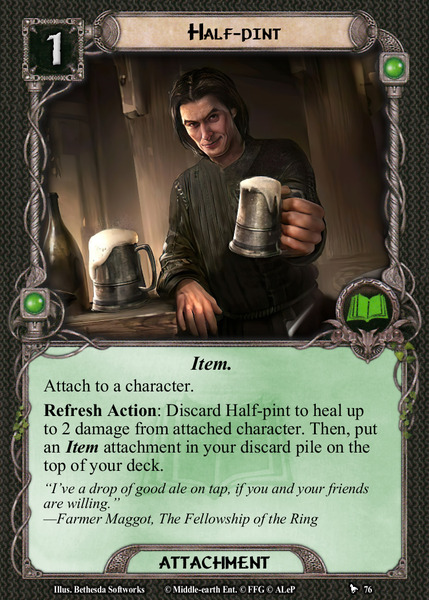 1
HALF-PINT
Item.
Attach to a character.
Refresh Action: Discard Half-pint to heal
up to 2 damage from attached character. Then, put
an Item attachment in your discard pile on the
top of your deck.
“I’ve a drop of good ale on tap, if you and your friends
are willing.”
—Farmer Maggot, The Fellowship of the Ring
ATTACHMENT
Illus. Bethesda Softworks © Middle-earth Ent. © FFG © ALeP 76